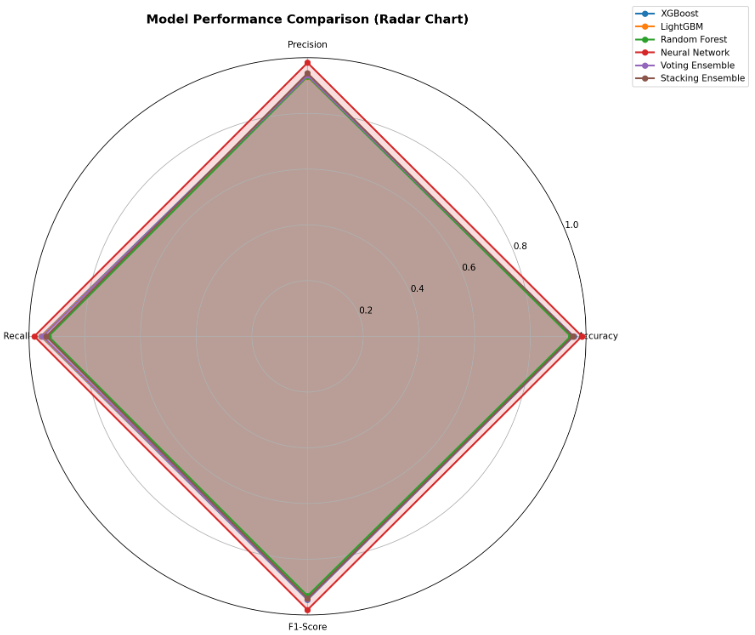 Model Performance Comparison (Radar Chart)
XGBoost
LightGBM
Random Forest
Neural Network
Voting Ensemble
Stacking Ensemble
Precision
1.0
0.8
0.6
0.4
0.2
Recall
Accuracy
F1-Score